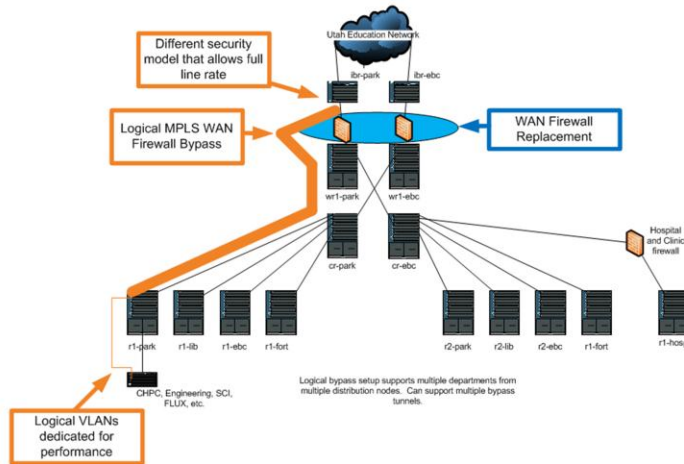 Utah Education Network
Different security
model that allows full
line rate
ibr-park
ibr-ebc
Logical MPLS WAN
Firewall Bypass
WAN Firewall
Replacement
wr1-park
wr1-ebc
cr-park
cr-ebc
Hospital
and Clinic
firewall
r1-park
r1-lib
r1-ebc
r1-fort
r2-park
r2-lib
r2-ebc
r1-fort
r1-hosp
CHPC, Engineering, SCI,
FLUX, etc.
Logical bypass setup supports multiple departments from
multiple distribution nodes. Can support multiple bypass
tunnels.
Logical VLANs
dedicated for
performance